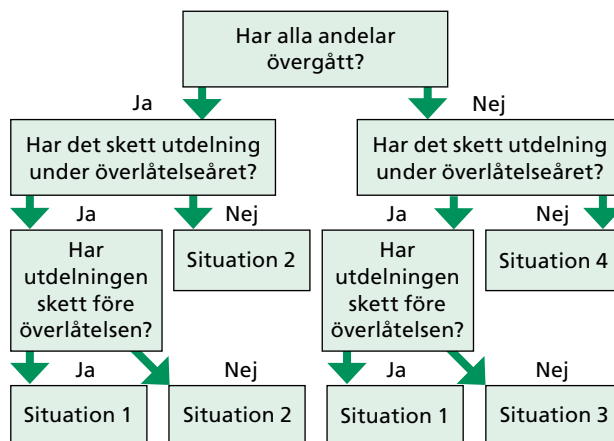 Har alla andelar
övergått?
Ja
Nej
Har det skett utdelning
under överlåtelseåret?
Har det skett utdelning
under överlåtelseåret?
Ja
Nej
Ja
Nej
Har
utdelningen
skett före
överlåtelsen?
Situation 2
Har
utdelningen
skett före
överlåtelsen?
Situation 4
Ja
Nej
Ja
Nej
Situation 1
Situation 2
Situation 1
Situation 3